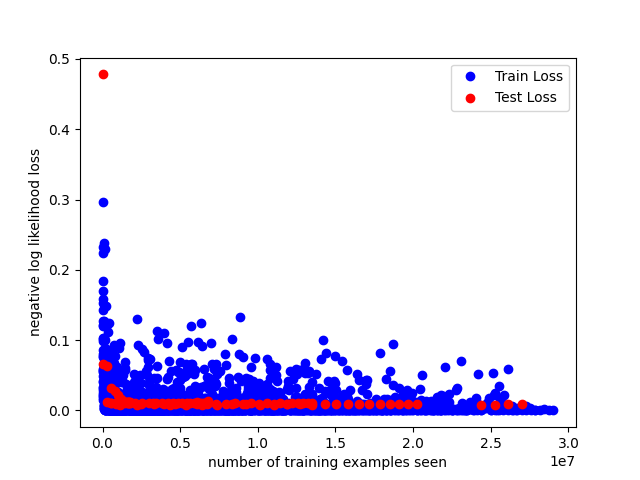 0.5
Train Loss
Test Loss
0.4
0.3
0.2
0.1
0.0
negative log likelihood loss
0.0 0.5 1.0 1.5 2.0 2.5 3.0
1e7
number of training examples seen